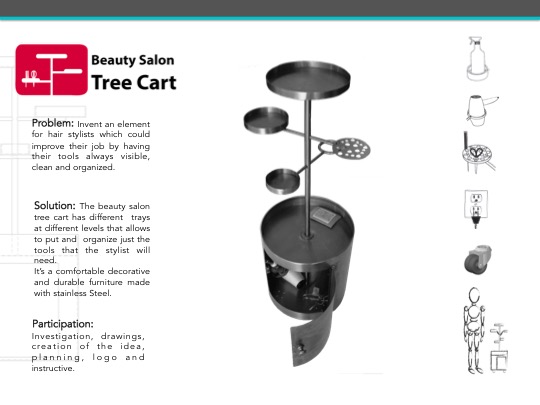 Beauty Salon
Tree Cart
Problem: Invent an element
for hair stylists which could
improve their job by having
their tools always visible,
clean and organized.
Solution: The beauty salon
tree cart has different trays
at different levels that allows
to put and organize just the
tools that the stylist will
need.
It's a comfortable decorative
and durable furniture made
with stainless Steel.
Participation:
Investigation, drawings,
creation of the idea,
planning, logo and
instructive.